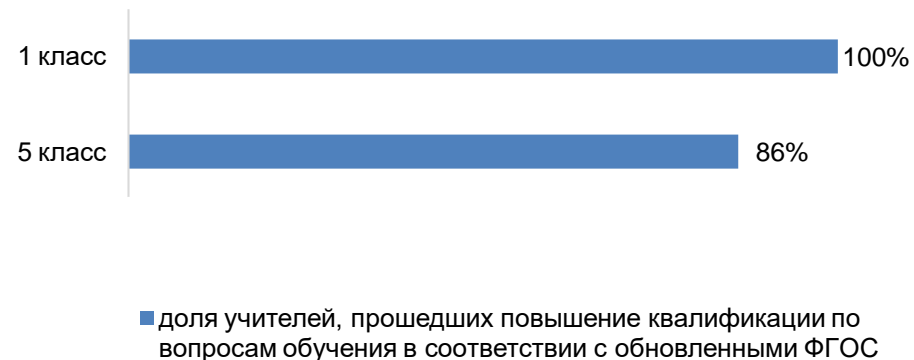 1 класс
100%
5 класс
86%
доля учителей, прошедших повышение квалификации по
вопросам обучения в соответствии с обновленными ФГОС